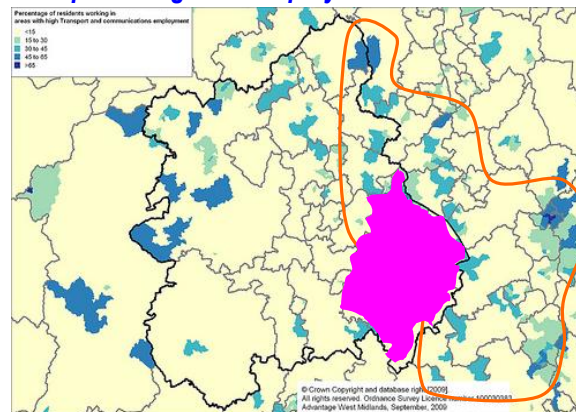 Percentage of residents working in
areas with high Transport and communications employment
<15
15 to 30
30 to 45
45 to 65
>65
© Crown Copyright and database right [2009].
All rights reserved. Ordnance Survey Licence number 100030383
Advantage West Midlands, September, 2009